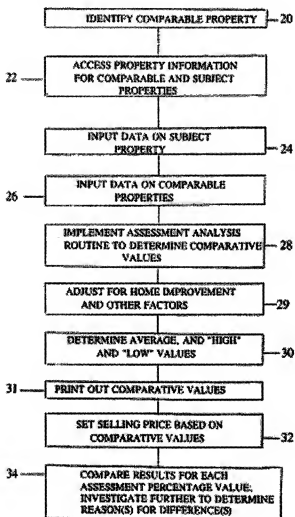 IDENTIFY COMPARABLE PROPERTY
20
22
ACCESS PROPERTY INFORMATION
FOR COMPARABLE AND SUBJECT
PROPERTIES
INPUT DATA ON SUBJECT
PROPERTY
24
26
INPUT DATA ON COMPARABLE
PROPERTIES
IMPLEMENT ASSESSMENT ANALYSIS
ROUTINE TO DETERMINE COMPARATIVE
VALUES
28
ADJUST FOR HOME IMPROVEMENT
AND OTHER FACTORS
29
DETERMINE AVERAGE, AND "HIGH"
AND "LOW" VALUES
30
31
PRINT OUT COMPARATIVE VALUES
SET SELLING PRICE BASED ON
COMPARATIVE VALUES
32
34
COMPARE RESULTS FOR EACH
ASSESSMENT PERCENTAGE VALUE;
INVESTIGATE FURTHER TO DETERMINE
REASON(S) FOR DIFFERENCE(S)